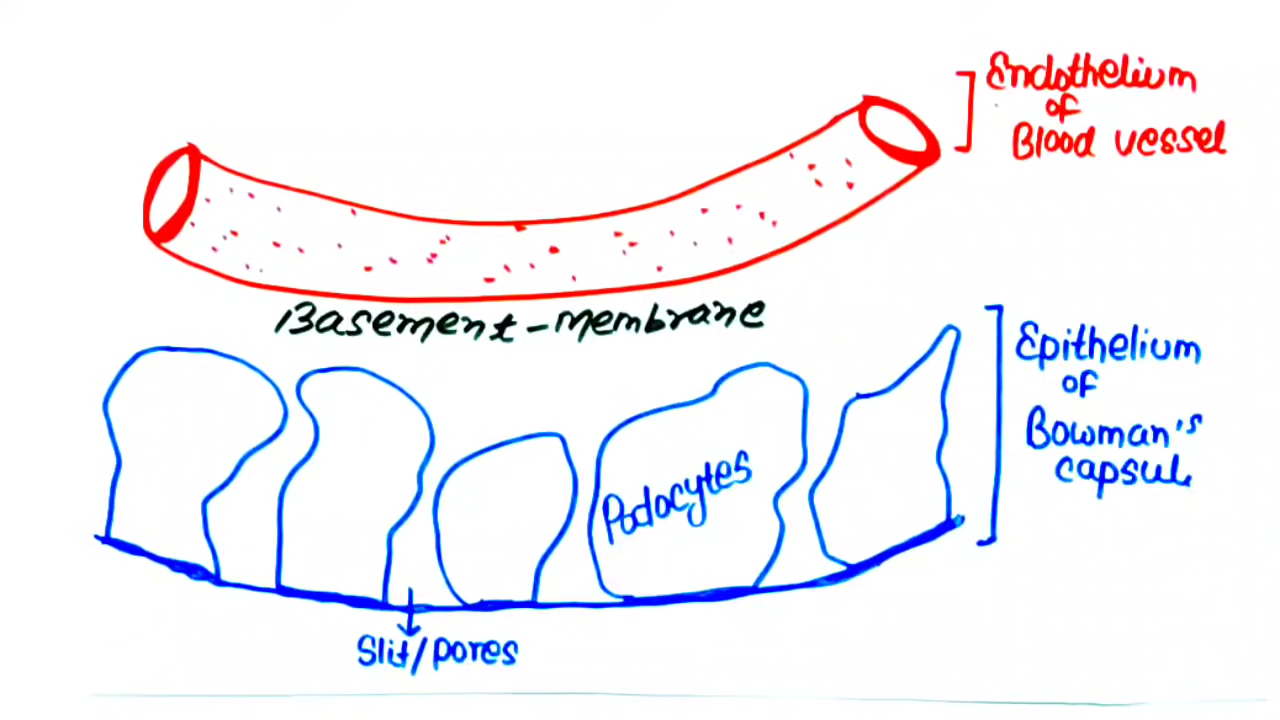 Endothelium
of
Blood vessel
Basement-membrane
Epithelium
of
Bowman's
capsul
Podocytes
Slit/pores